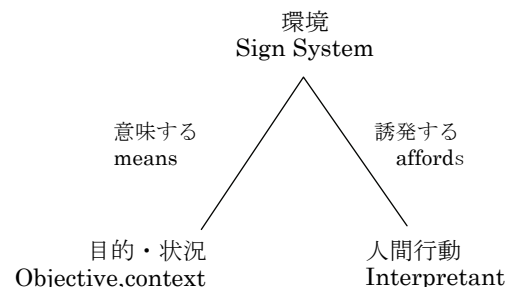 環境
Sign System
意味する
means
誘発する
affords
目的・状況
Objective,context
人間行動
Interpretant